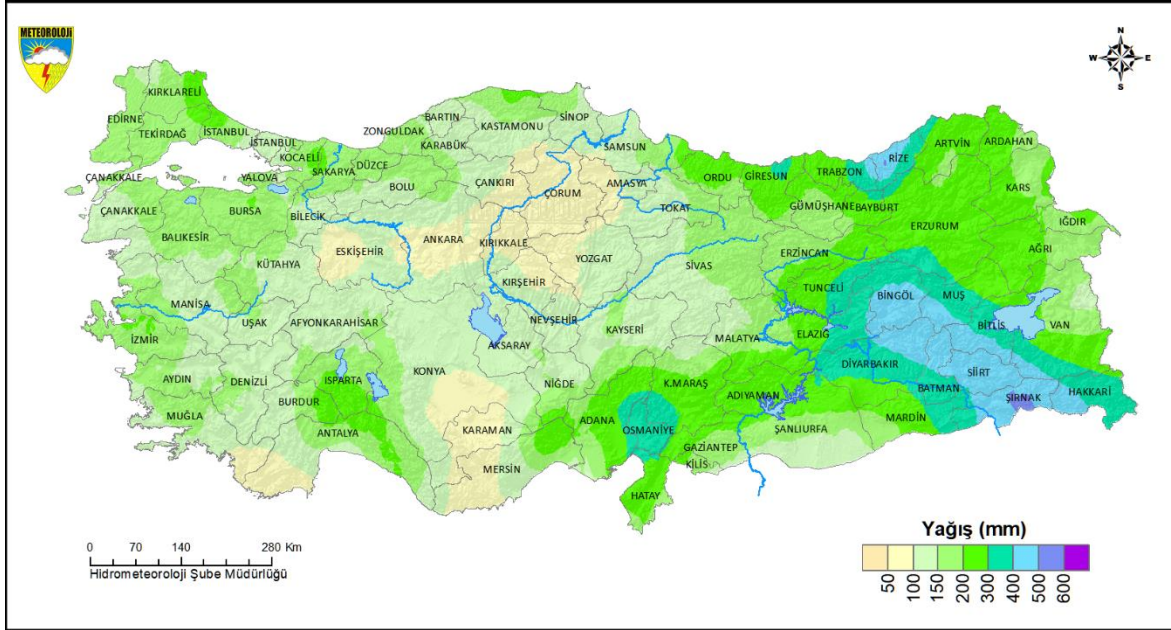 METEOROLOJİ
N
W E
S
KIRKLARELİ
EDİRNE
TEKİRDAĞ
İSTANBUL
İSTANBUL
KOCAELİ
YALOVA
SAKARYA
DÜZCE
ZONGULDAK
BARTIN
KARABÜK
KASTAMONU
SİNOP
SAMSUN
ÇANAKKALE
ÇANAKKALE
BALIKESİR
BURSA
BİLECİK
BOLU
ÇANKIRI
ÇORUM
AMASYA
TOKAT
ORDU
GİRESUN
TRABZON
RİZE
ARTVİN
ARDAHAN
KARS
IĞDIR
GÜMÜŞHANE
BAYBURT
ERZURUM
AĞRI
ERZİNCAN
ESKİŞEHİR
ANKARA
KIRIKKALE
YOZGAT
SİVAS
KÜTAHYA
KIRŞEHİR
TUNCELİ
BİNGÖL
MUŞ
BİTLİS
VAN
MANİSA
UŞAK
AFYONKARAHİSAR
NEVŞEHİR
KAYSERİ
MALATYA
ELAZIĞ
İZMİR
AKSARAY
DİYARBAKIR
SİİRT
BATMAN
HAKKARİ
ŞIRNAK
AYDIN
DENİZLİ
ISPARTA
KONYA
NİĞDE
K.MARAŞ
ADIYAMAN
BURDUR
MUĞLA
ANTALYA
KARAMAN
MERSİN
ADANA
OSMANİYE
GAZİANTEP
KİLİS
ŞANLIURFA
MARDİN
HATAY
0 70 140 280 Km
Hidrometeoroloji Şube Müdürlüğü
Yağış (mm)
50 100 150 200 300 400 500 600